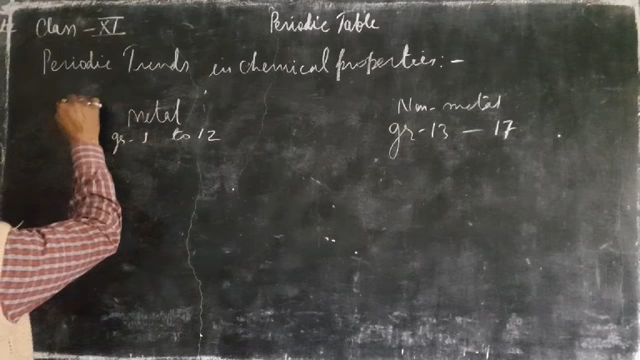 Class - XI
Periodic Table
Periodic Trends in chemical properties:-
metal
Non-metal
gr-1 to 12
gr-13 - 17